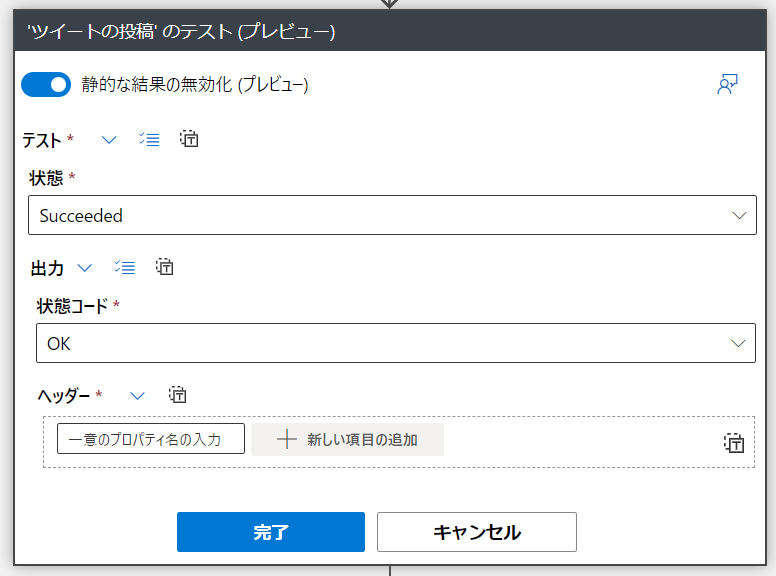 'ツイートの投稿' のテスト (プレビュー)
静的な結果の無効化 (プレビュー)
テスト *
状態 *
Succeeded
出力
状態コード *
OK
ヘッダー *
一意のプロパティ名の入力 新しい項目の追加
完了 キャンセル